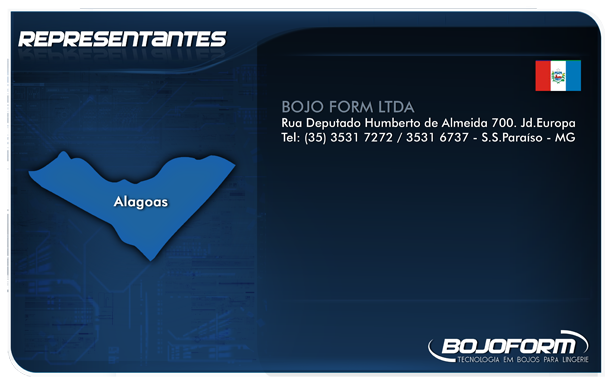 REPRESENTANTES
BOJO FORM LTDA
Rua Deputado Humberto de Almeida 700. Jd.Europa
Tel: (35) 3531 7272 / 3531 6737 - S.S.Paraíso - MG
Alagoas
BOJOFORM
TECNOLOGIA EM BOJOS PARA LINGERIE